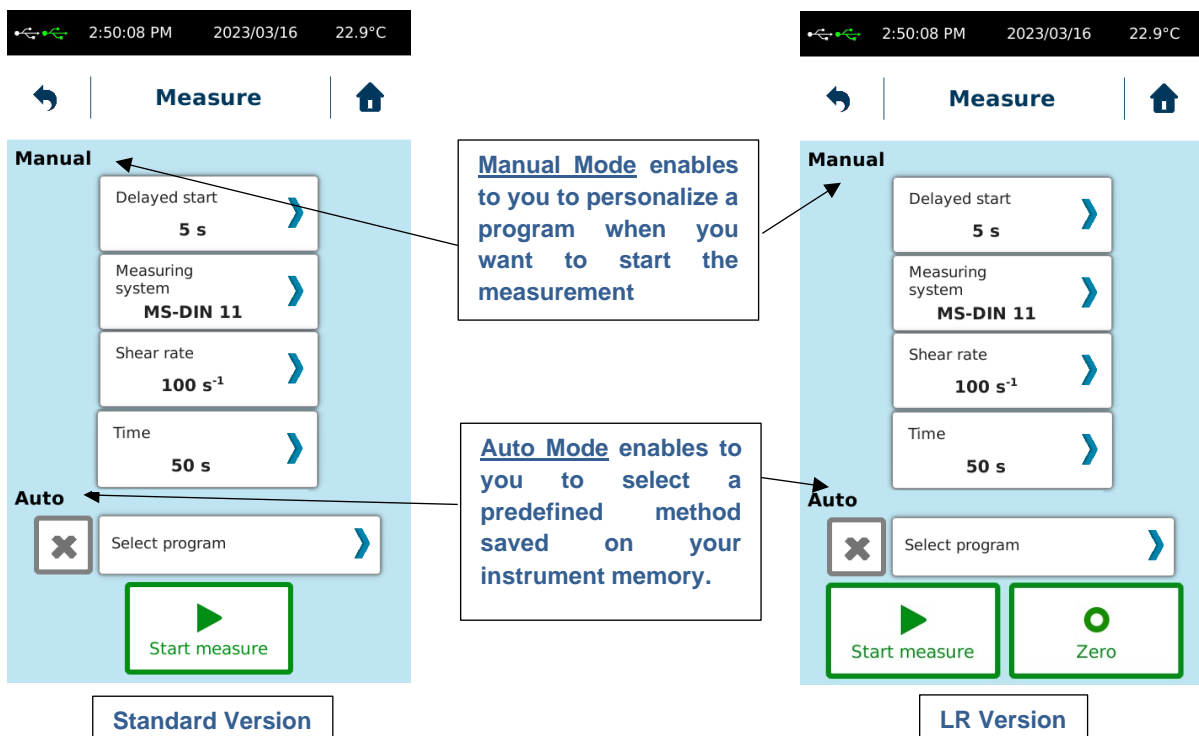 2:50:08 PM 2023/03/16 22.9°C
Measure
Manual
Delayed start
5 s
Measuring
system
MS-DIN 11
Shear rate
100 s⁻¹
Time
50 s
Auto
Select program
Start measure
Standard Version
Manual Mode enables
to you to personalize a
program when you
want to start the
measurement
Auto Mode enables to
you to select a
predefined method
saved on your
instrument memory.
2:50:08 PM 2023/03/16 22.9°C
Measure
Manual
Delayed start
5 s
Measuring
system
MS-DIN 11
Shear rate
100 s⁻¹
Time
50 s
Auto
Select program
Start measure Zero
LR Version